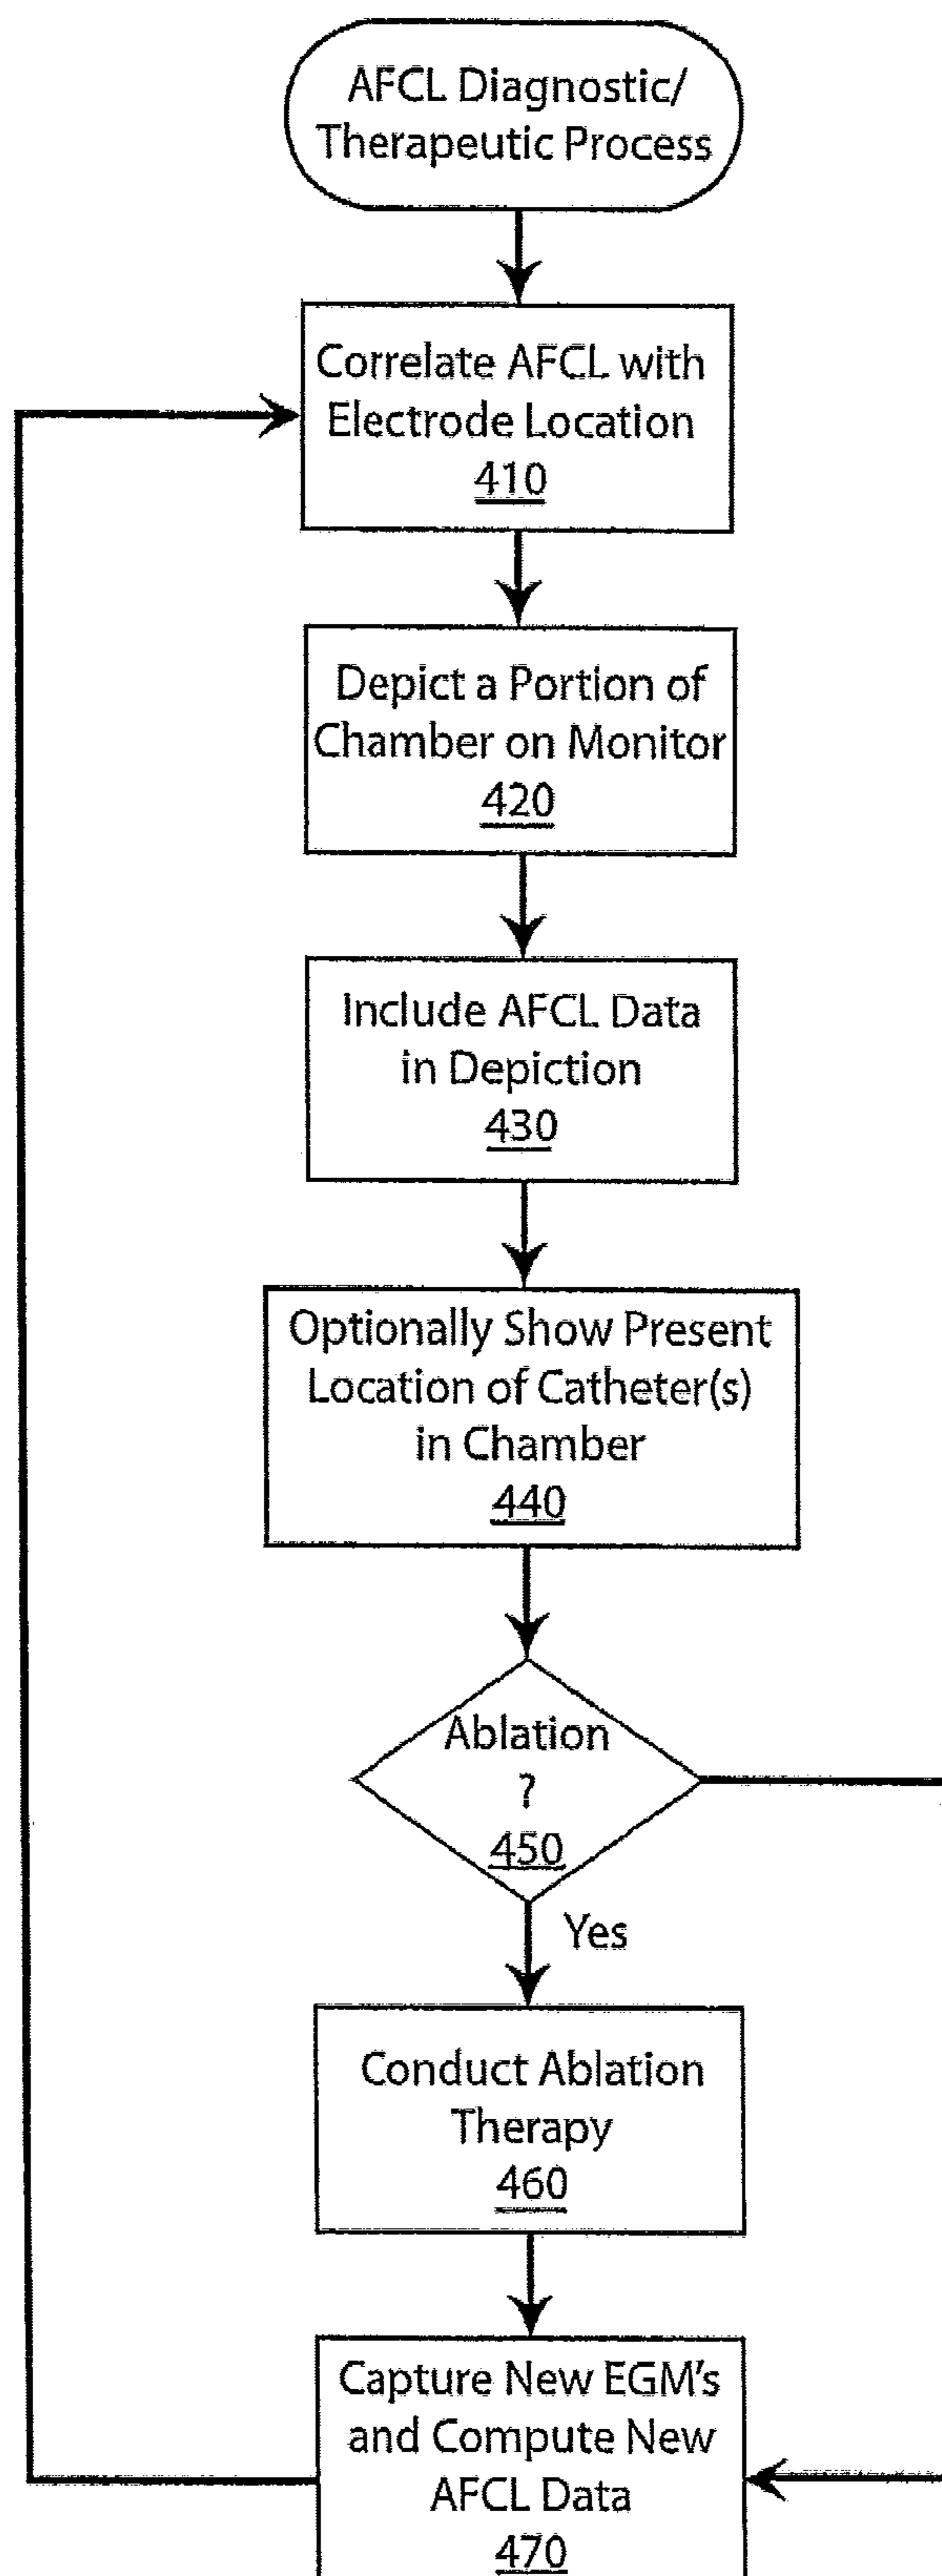 AFCL Diagnostic/
Therapeutic Process
Correlate AFCL with
Electrode Location
410
Depict a Portion of
Chamber on Monitor
420
Include AFCL Data
in Depiction
430
Optionally Show Present
Location of Catheter(s)
in Chamber
440
Ablation
?
450
Yes
Conduct Ablation
Therapy
460
Capture New EGM's
and Compute New
AFCL Data
470